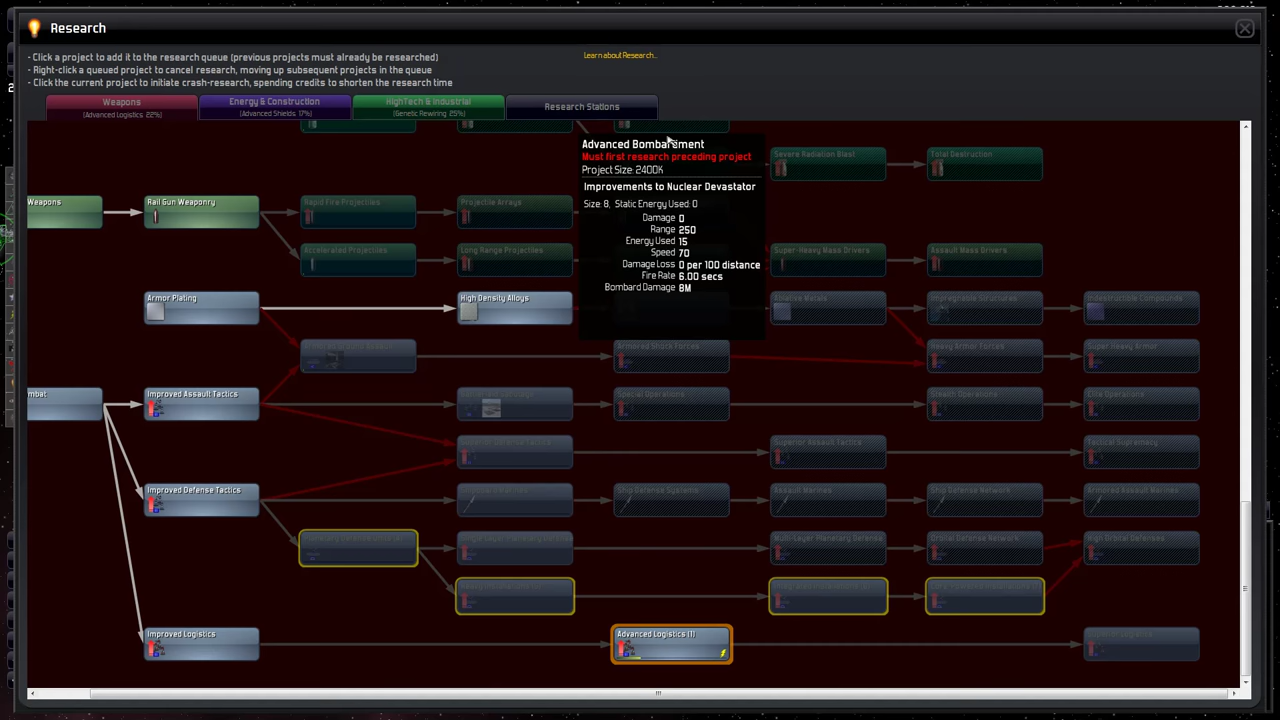 Research
- Click a project to add it to the research queue (previous projects must already be researched)
- Right-click a queued project to cancel research, moving up subsequent projects in the queue
- Click the current project to initiate crash-research, spending credits to shorten the research time
Learn about Research..
Weapons
(Advanced Logistics: 22%)
Energy & Construction
(Advanced Shields: 17%)
HighTech & Industrial
(Genetic Rewiring: 25%)
Research Stations
Advanced Bombardment
Must first research preceding project
Project Size: 2400K
Improvements to Nuclear Devastator
Size: 8, Static Energy Used: 0
Damage 0
Range 250
Energy Used 15
Speed 70
Damage Loss 0 per 100 distance
Fire Rate 6.00 secs
Bombard Damage 8M
Severe Radiation Blast
Total Destruction
Weapons
Rail Gun Weaponry
Rapid Fire Projectiles
Projectile Arrays
Accelerated Projectiles
Long Range Projectiles
Super-Heavy Mass Drivers
Assault Mass Drivers
Armor Plating
High Density Alloys
Ablative Metals
Impregnable Structures
Indestructible Compounds
Armored Shock Forces
Heavy Armor Forces
Super Heavy Armor
mbat
Improved Assault Tactics
Special Operations
Stealth Operations
Elite Operations
Superior Defense Tactics
Superior Assault Tactics
Tactical Supremacy
Improved Defense Tactics
Ship Defense Systems
Assault Marines
Ship Defense Network
Armored Assault Marines
Multi-Layer Planetary Defense
Orbital Defense Network
High Orbital Defenses
Improved Logistics
Advanced Logistics (1)
Superior Logistics